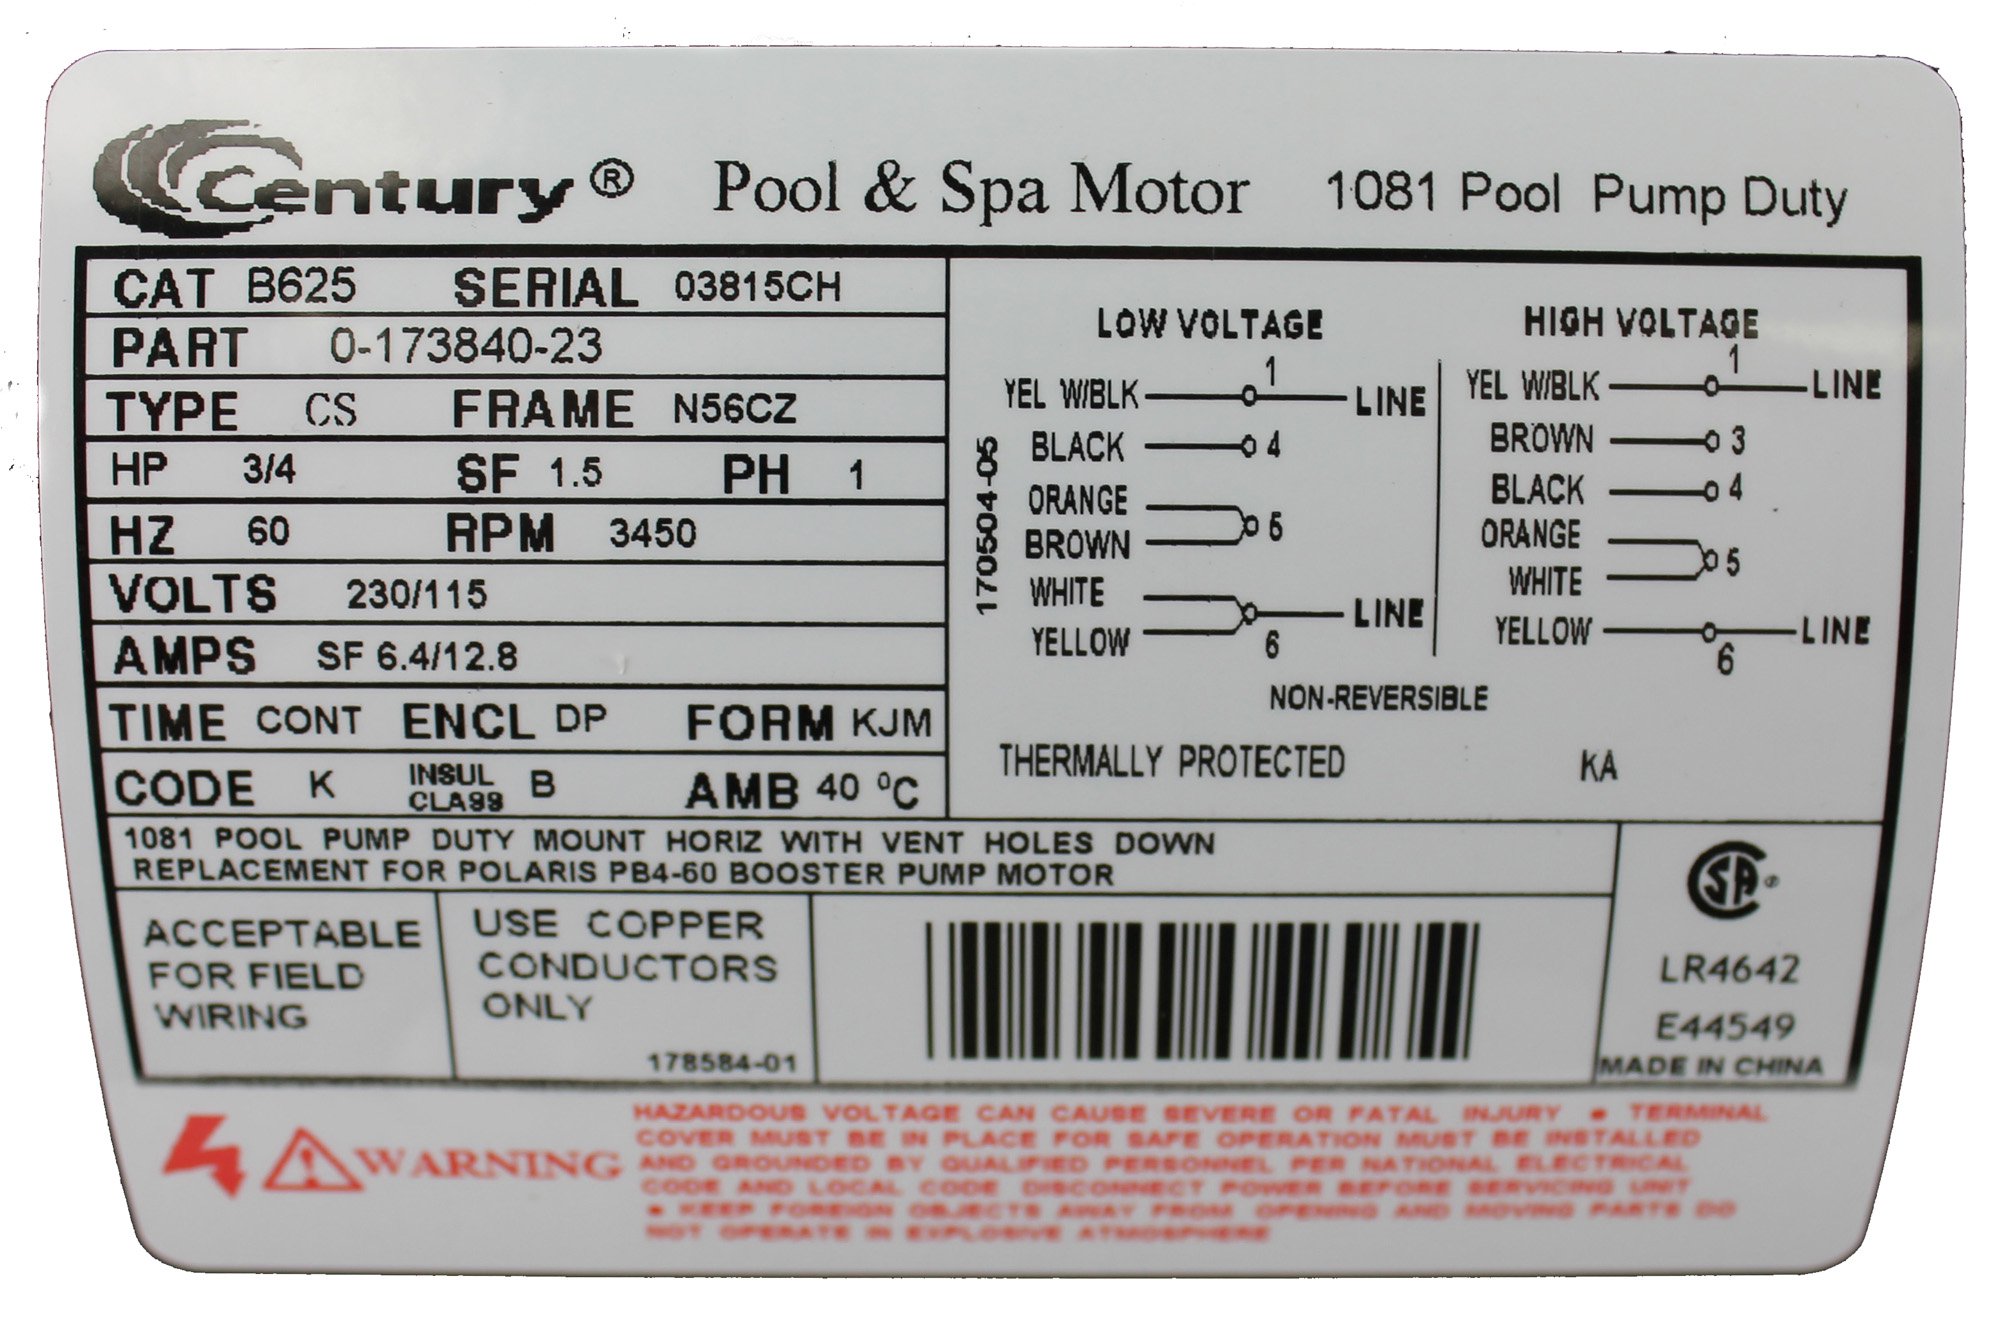 Century® Pool & Spa Motor 1081 Pool Pump Duty
CAT B625 SERIAL 03815CH
PART 0-173840-23
TYPE CS FRAME N56CZ
HP 3/4 SF 1.5 PH 1
HZ 60 RPM 3450
VOLTS 230/115
AMPS SF 6.4/12.8
TIME CONT ENCL DP FORM KJM
CODE K INSUL CLASS B AMB 40 °C
170504-05
LOW VOLTAGE
YEL W/BLK 1 LINE
BLACK 4
ORANGE
BROWN 5
WHITE
YELLOW 6 LINE
HIGH VOLTAGE
YEL W/BLK 1 LINE
BROWN 3
BLACK 4
ORANGE
WHITE 5
YELLOW 6 LINE
NON-REVERSIBLE
THERMALLY PROTECTED KA
1081 POOL PUMP DUTY MOUNT HORIZ WITH VENT HOLES DOWN
REPLACEMENT FOR POLARIS PB4-60 BOOSTER PUMP MOTOR
ACCEPTABLE
FOR FIELD
WIRING
USE COPPER
CONDUCTORS
ONLY
178584-01
SA®
LR4642
E44549
MADE IN CHINA
WARNING
HAZARDOUS VOLTAGE CAN CAUSE SEVERE OR FATAL INJURY • TERMINAL
COVER MUST BE IN PLACE FOR SAFE OPERATION MUST BE INSTALLED
AND GROUNDED BY QUALIFIED PERSONNEL PER NATIONAL ELECTRICAL
CODE AND LOCAL CODE DISCONNECT POWER BEFORE SERVICING UNIT
• KEEP FOREIGN OBJECTS AWAY FROM OPENING AND MOVING PARTS DO
NOT OPERATE IN EXPLOSIVE ATMOSPHERE